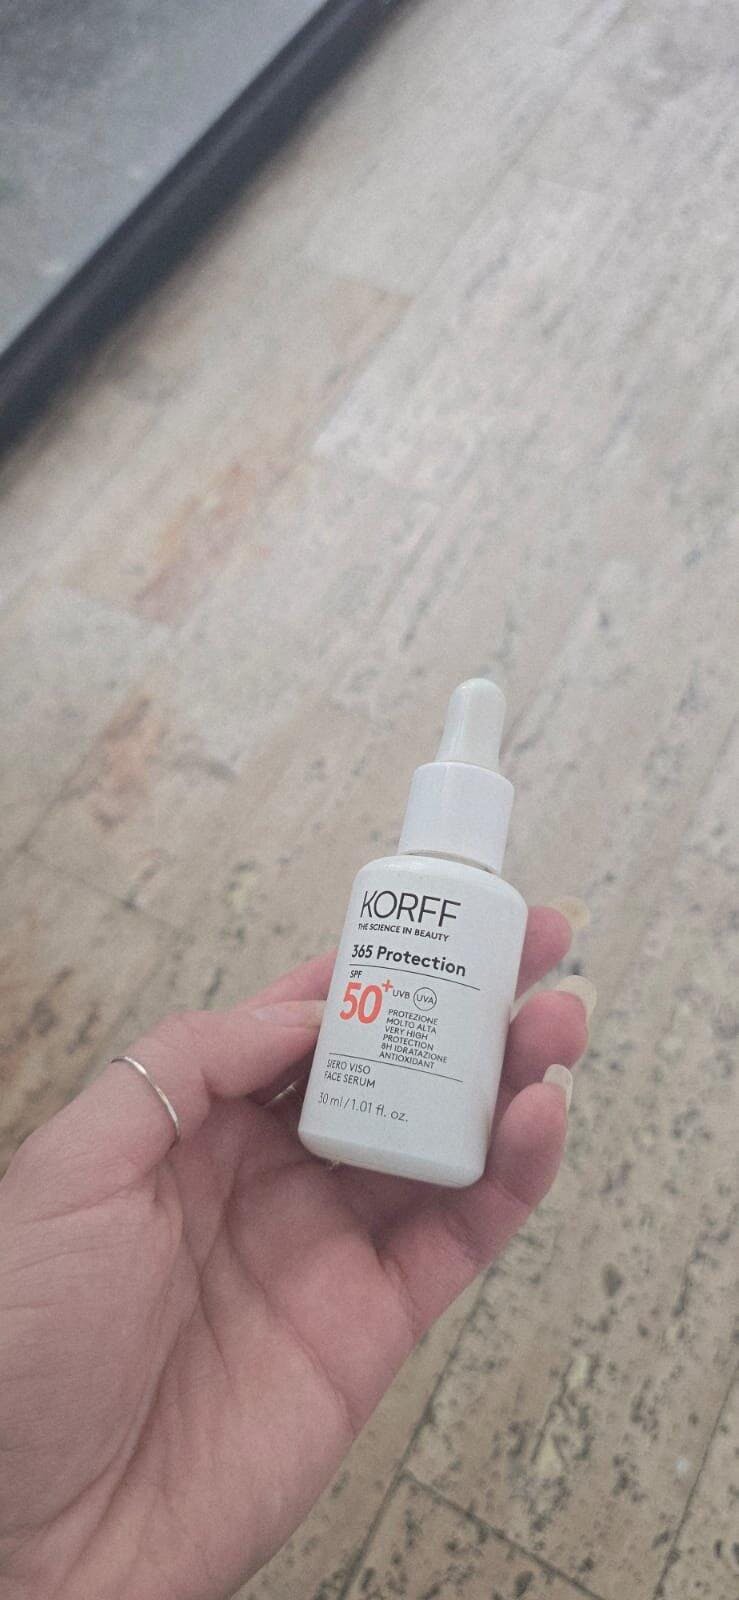 KORFF
THE SCIENCE IN BEAUTY
365 Protection
SPF
50+ UVB UVA
PROTEZIONE
MOLTO ALTA
VERY HIGH
PROTECTION
8H IDRATAZIONE
ANTIOXIDANT
SIERO VISO
FACE SERUM
30 ml / 1.01 fl. oz.